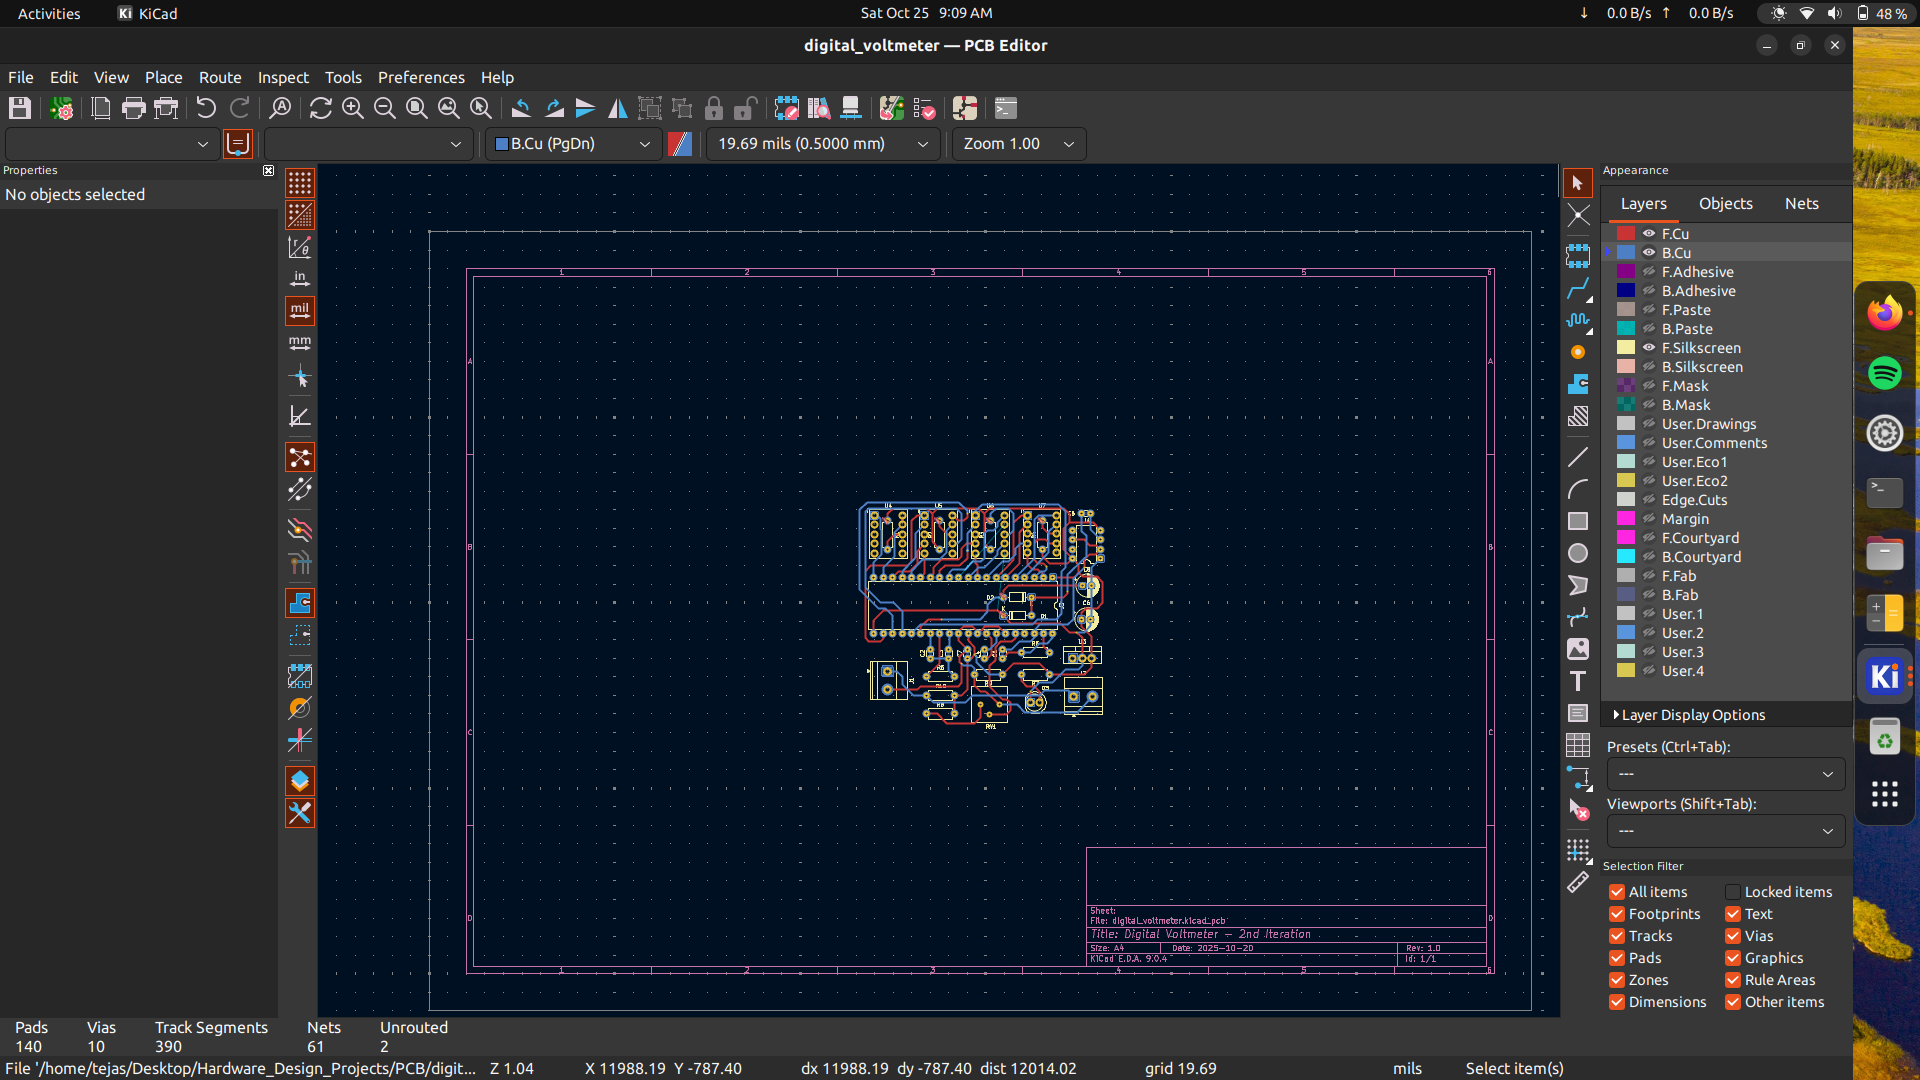 Activities KiCad Sat Oct 25 9:09 AM ↓ 0.0 B/s ↑ 0.0 B/s 48 %
digital_voltmeter — PCB Editor
File Edit View Place Route Inspect Tools Preferences Help
B.Cu (PgDn) 19.69 mils (0.5000 mm) Zoom 1.00
Properties
No objects selected
in
mil
mm
Appearance
Layers Objects Nets
F.Cu
B.Cu
F.Adhesive
B.Adhesive
F.Paste
B.Paste
F.Silkscreen
B.Silkscreen
F.Mask
B.Mask
User.Drawings
User.Comments
User.Eco1
User.Eco2
Edge.Cuts
Margin
F.Courtyard
B.Courtyard
F.Fab
B.Fab
User.1
User.2
User.3
User.4
Layer Display Options
Presets (Ctrl+Tab):
---
Viewports (Shift+Tab):
---
Selection Filter
All items Locked items
Footprints Text
Tracks Vias
Pads Graphics
Zones Rule Areas
Dimensions Other items
1 2 3 4 5 6
A A
B B
C C
D D
1 2 3 4 5 6
Sheet:
File: digital_voltmeter.kicad_pcb
Title: Digital Voltmeter – 2nd Iteration
Size: A4 Date: 2025-10-20 Rev: 1.0
KiCad E.D.A. 9.0.4 Id: 1/1
Pads Vias Track Segments Nets Unrouted
140 10 390 61 2
File '/home/tejas/Desktop/Hardware_Design_Projects/PCB/digit... Z 1.04 X 11988.19 Y -787.40 dx 11988.19 dy -787.40 dist 12014.02 grid 19.69 mils Select item(s)